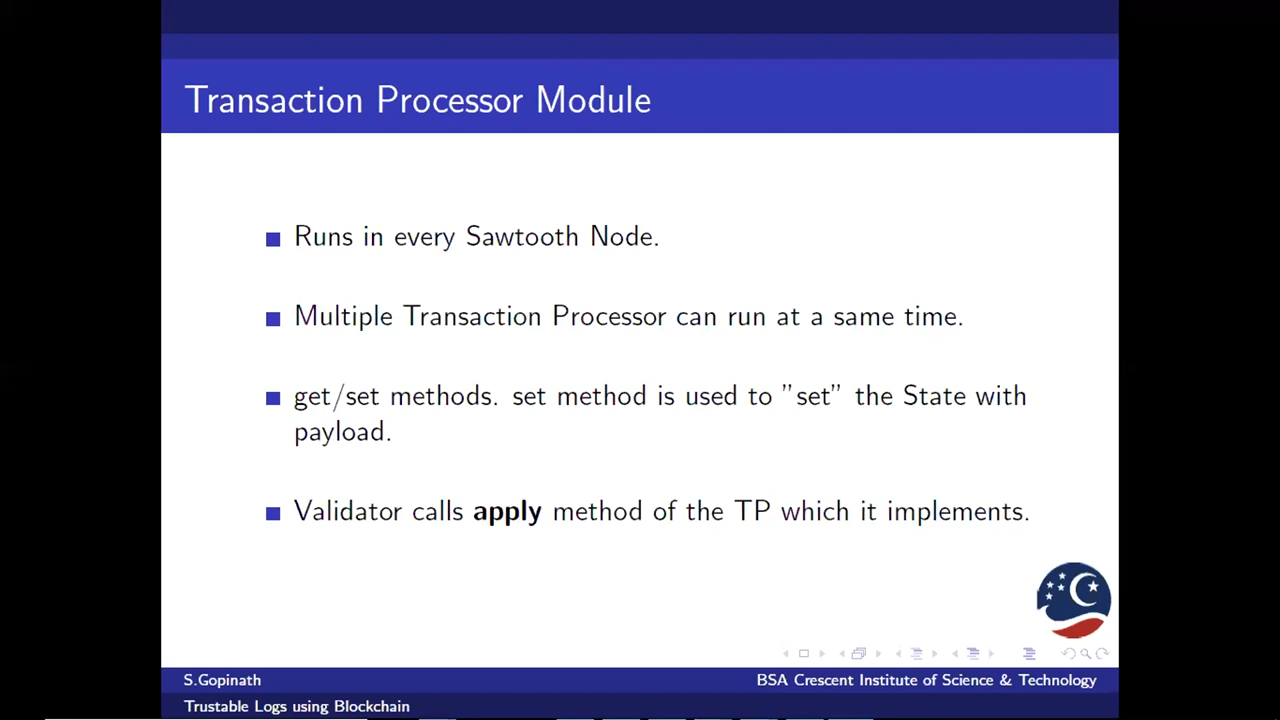 Transaction Processor Module
Runs in every Sawtooth Node.
Multiple Transaction Processor can run at a same time.
get/set methods. set method is used to ”set” the State with
payload.
Validator calls apply method of the TP which it implements.
S.Gopinath
BSA Crescent Institute of Science & Technology
Trustable Logs using Blockchain